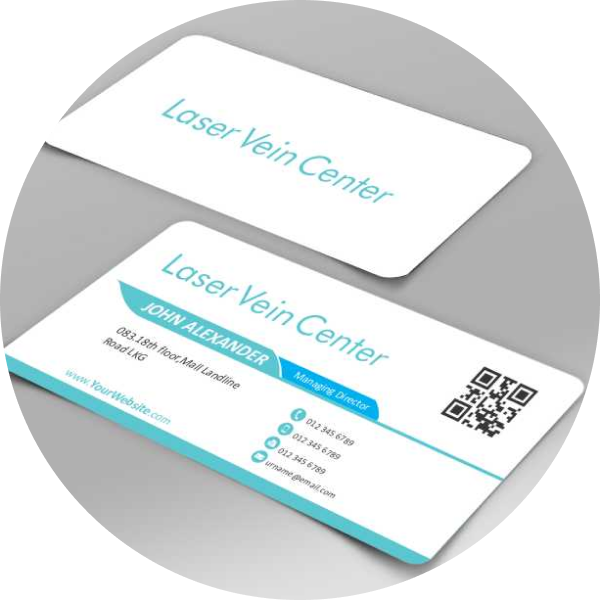 Laser Vein Center
Laser Vein Center
JOHN ALEXANDER
Managing Director
083.18th floor,Mall Landline
Road LKG
www.YourWebsite.com
012 345 6789
012 345 6789
012 345 6789
urname@email.com